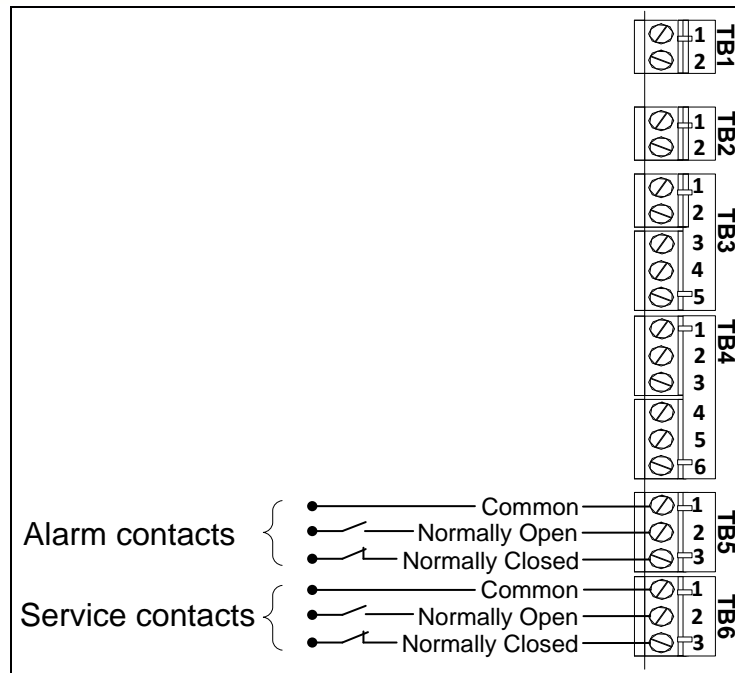 1
2
TB1
1
2
TB2
1
2
3
4
5
TB3
1
2
3
4
5
6
TB4
Alarm contacts
Common 1
Normally Open 2
Normally Closed 3
TB5
Service contacts
Common 1
Normally Open 2
Normally Closed 3
TB6